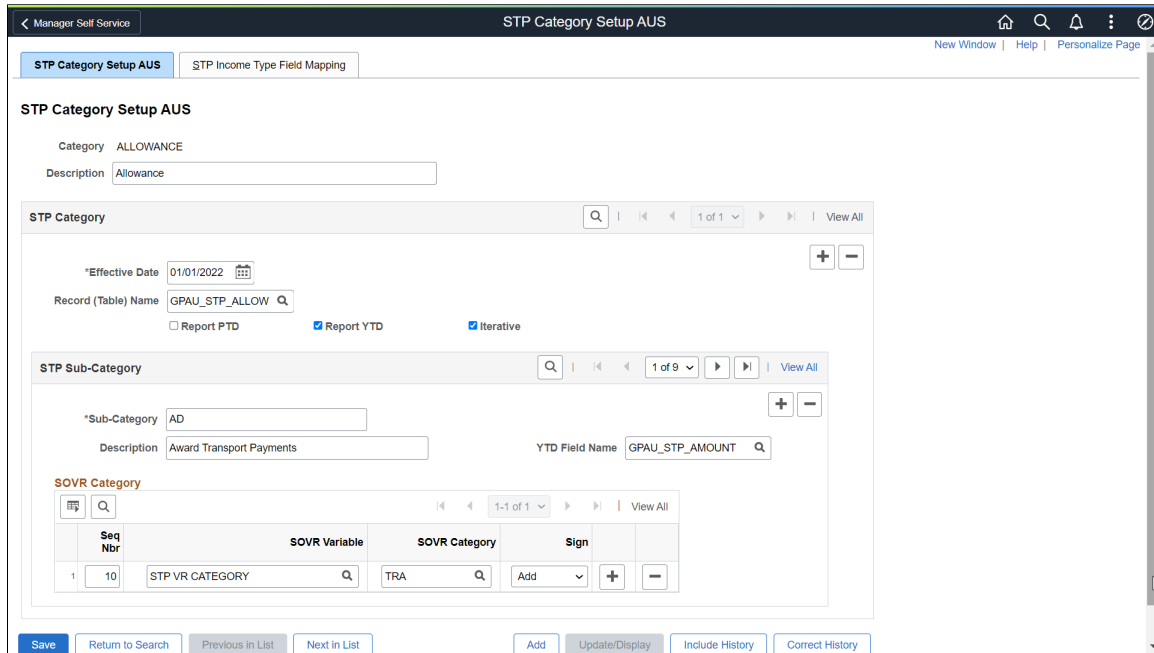 Manager Self Service
STP Category Setup AUS
New Window | Help | Personalize Page
STP Category Setup AUS
STP Income Type Field Mapping
STP Category Setup AUS
Category ALLOWANCE
Description Allowance
STP Category
1 of 1
View All
*Effective Date 01/01/2022
Record (Table) Name GPAU_STP_ALLOW
Report PTD Report YTD Iterative
STP Sub-Category
1 of 9
View All
*Sub-Category AD
Description Award Transport Payments YTD Field Name GPAU_STP_AMOUNT
SOVR Category
1-1 of 1
View All
Seq Nbr SOVR Variable SOVR Category Sign
1 10 STP VR CATEGORY TRA Add
Save Return to Search Previous in List Next in List Add Update/Display Include History Correct History